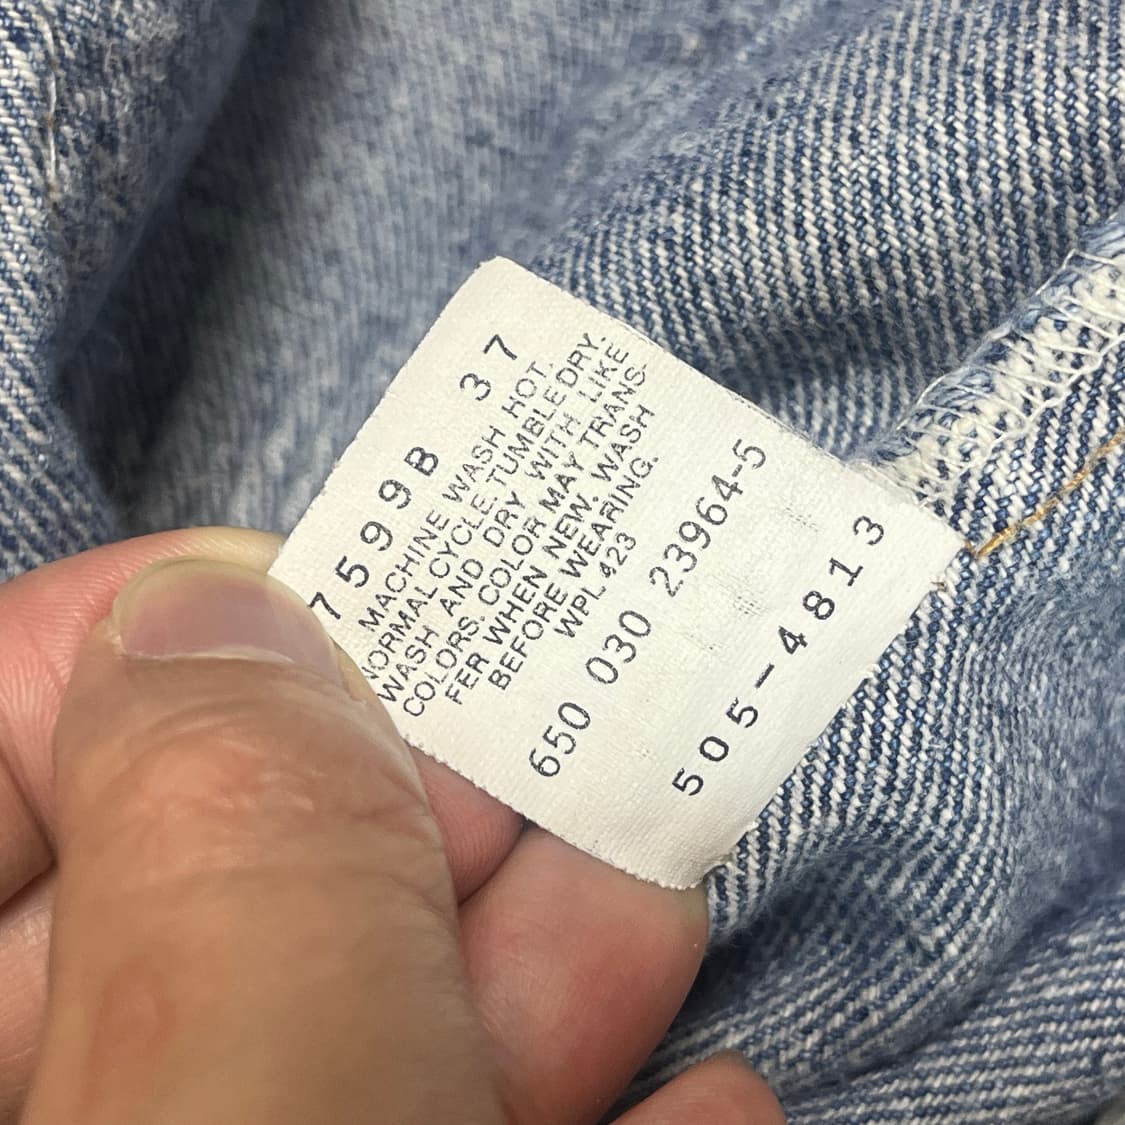 7599B 37
MACHINE WASH HOT.
NORMAL CYCLE.TUMBLE DRY.
WASH AND DRY WITH LIKE
COLORS. COLOR MAY TRANS-
FER WHEN NEW. WASH
BEFORE WEARING.
WPL 423
650 030 23964-5
505-4813